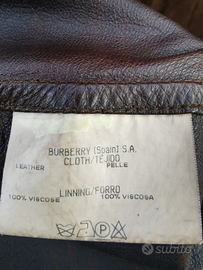 BURBERRY (Spain) S.A.
CLOTH/TEJIDO
LEATHER PELLE
LINNING/FORRO
100% VISCOSE 100% VISCOSA
P
subito